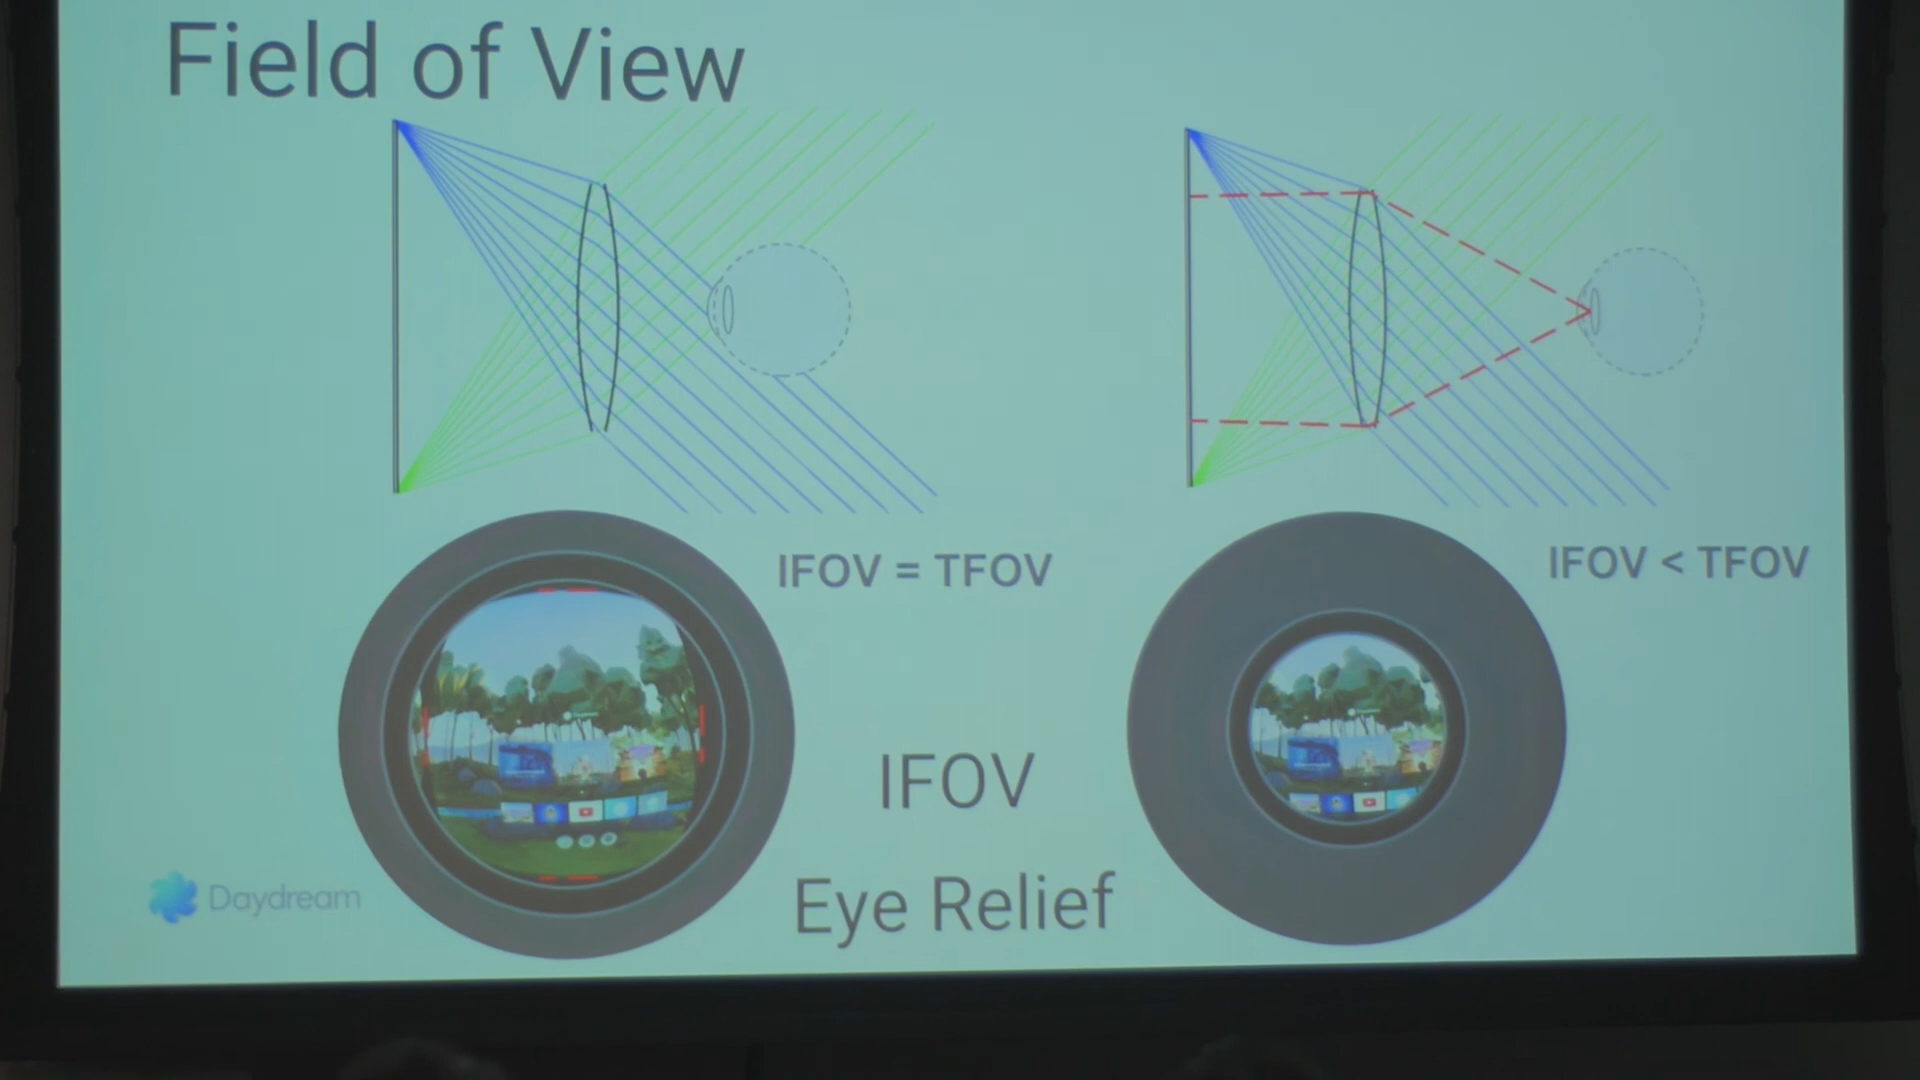 Field of View
IFOV = TFOV
IFOV < TFOV
IFOV
Eye Relief
Daydream